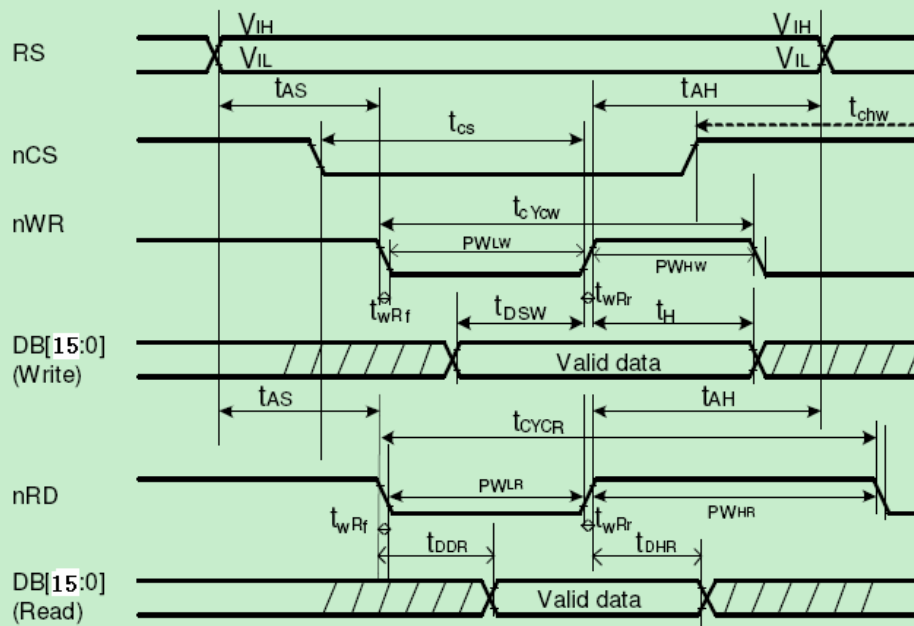 RS VIH VIH
VIL VIL
tAS tAH
tcs tchw
nCS
tcYcw
nWR
PWLW PWHW
twRf tDSW twRr tH
DB[15:0] Valid data
(Write)
tAS tAH
tCYCR
nRD PWLR PWHR
twRf twRr
tDDR tDHR
DB[15:0] Valid data
(Read)